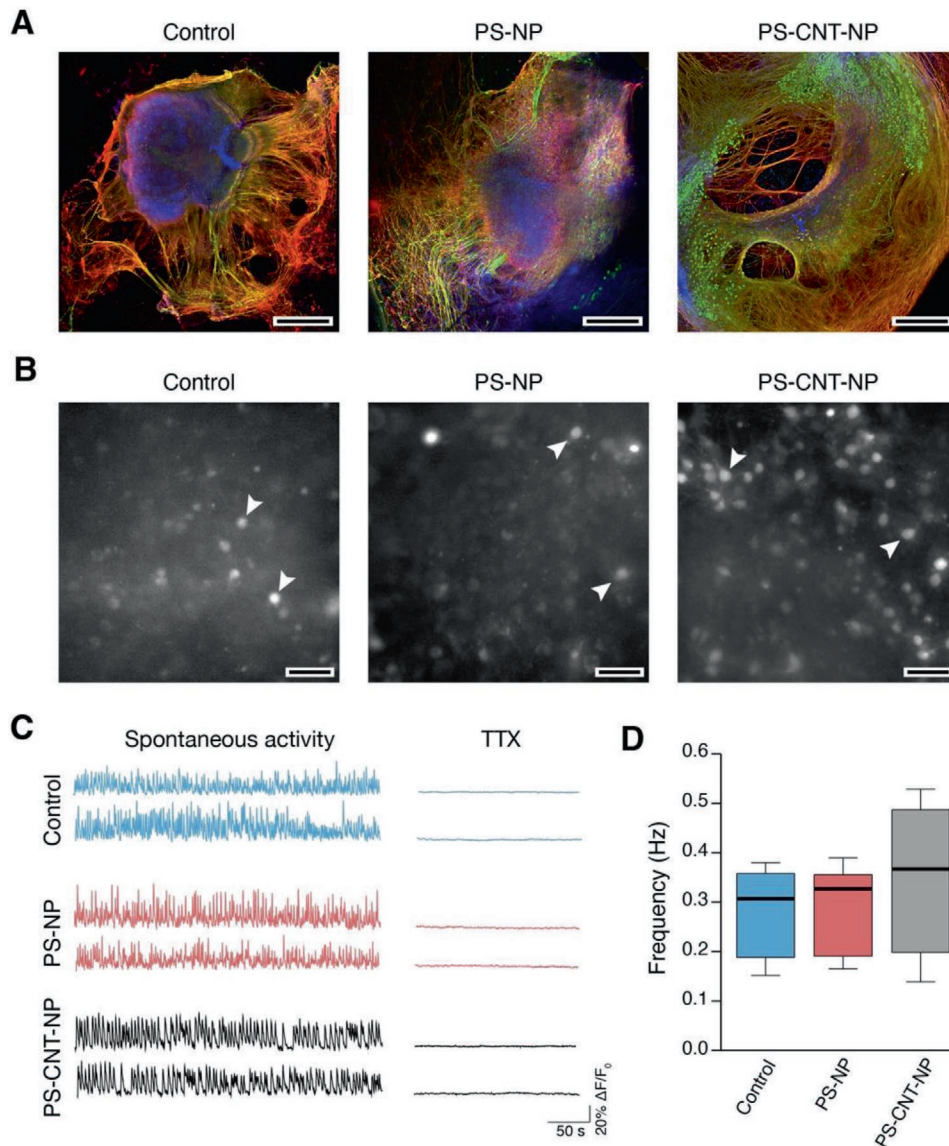 A
Control PS-NP PS-CNT-NP
B
Control PS-NP PS-CNT-NP
C
Spontaneous activity TTX
Control
PS-NP
PS-CNT-NP
50 s
20% ΔF/F₀
D
Frequency (Hz)
0.6
0.5
0.4
0.3
0.2
0.1
0.0
Control
PS-NP
PS-CNT-NP